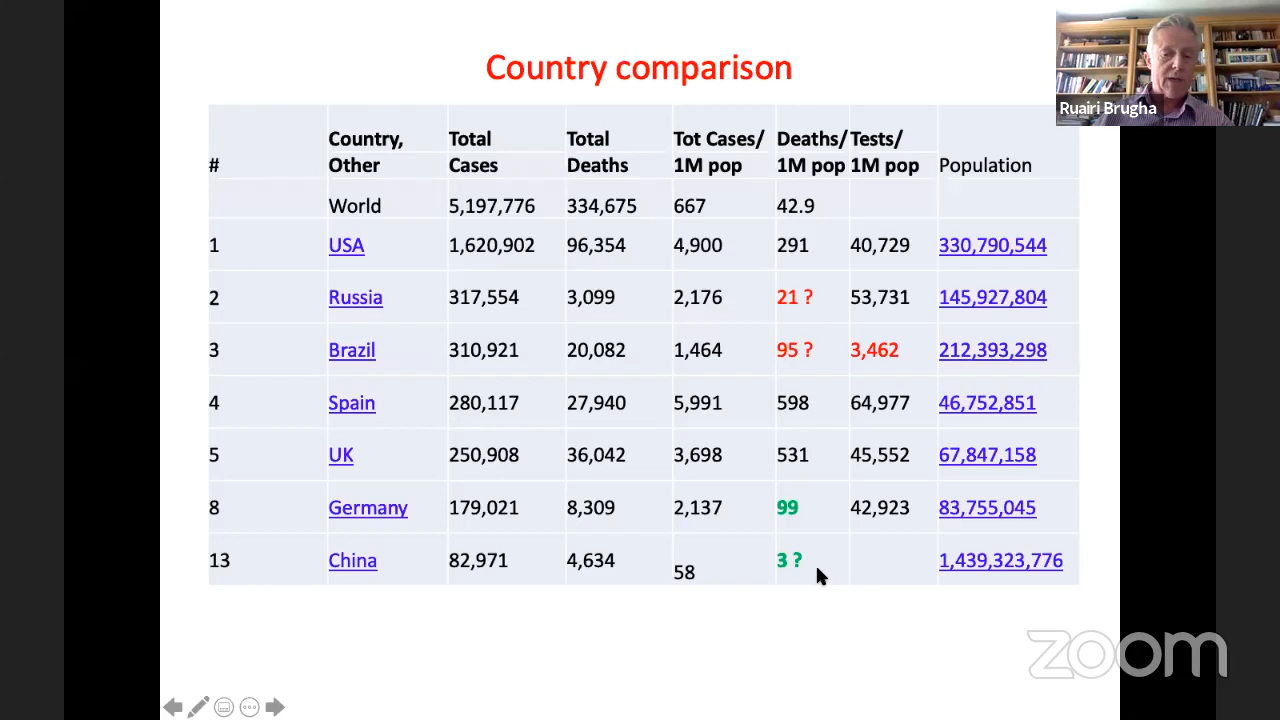 Country comparison
Ruairi Brugha
# Country, Other Total Cases Total Deaths Tot Cases/ 1M pop Deaths/ 1M pop Tests/ 1M pop Population
World 5,197,776 334,675 667 42.9
1 USA 1,620,902 96,354 4,900 291 40,729 330,790,544
2 Russia 317,554 3,099 2,176 21 ? 53,731 145,927,804
3 Brazil 310,921 20,082 1,464 95 ? 3,462 212,393,298
4 Spain 280,117 27,940 5,991 598 64,977 46,752,851
5 UK 250,908 36,042 3,698 531 45,552 67,847,158
8 Germany 179,021 8,309 2,137 99 42,923 83,755,045
13 China 82,971 4,634 58 3 ? 1,439,323,776
zoom